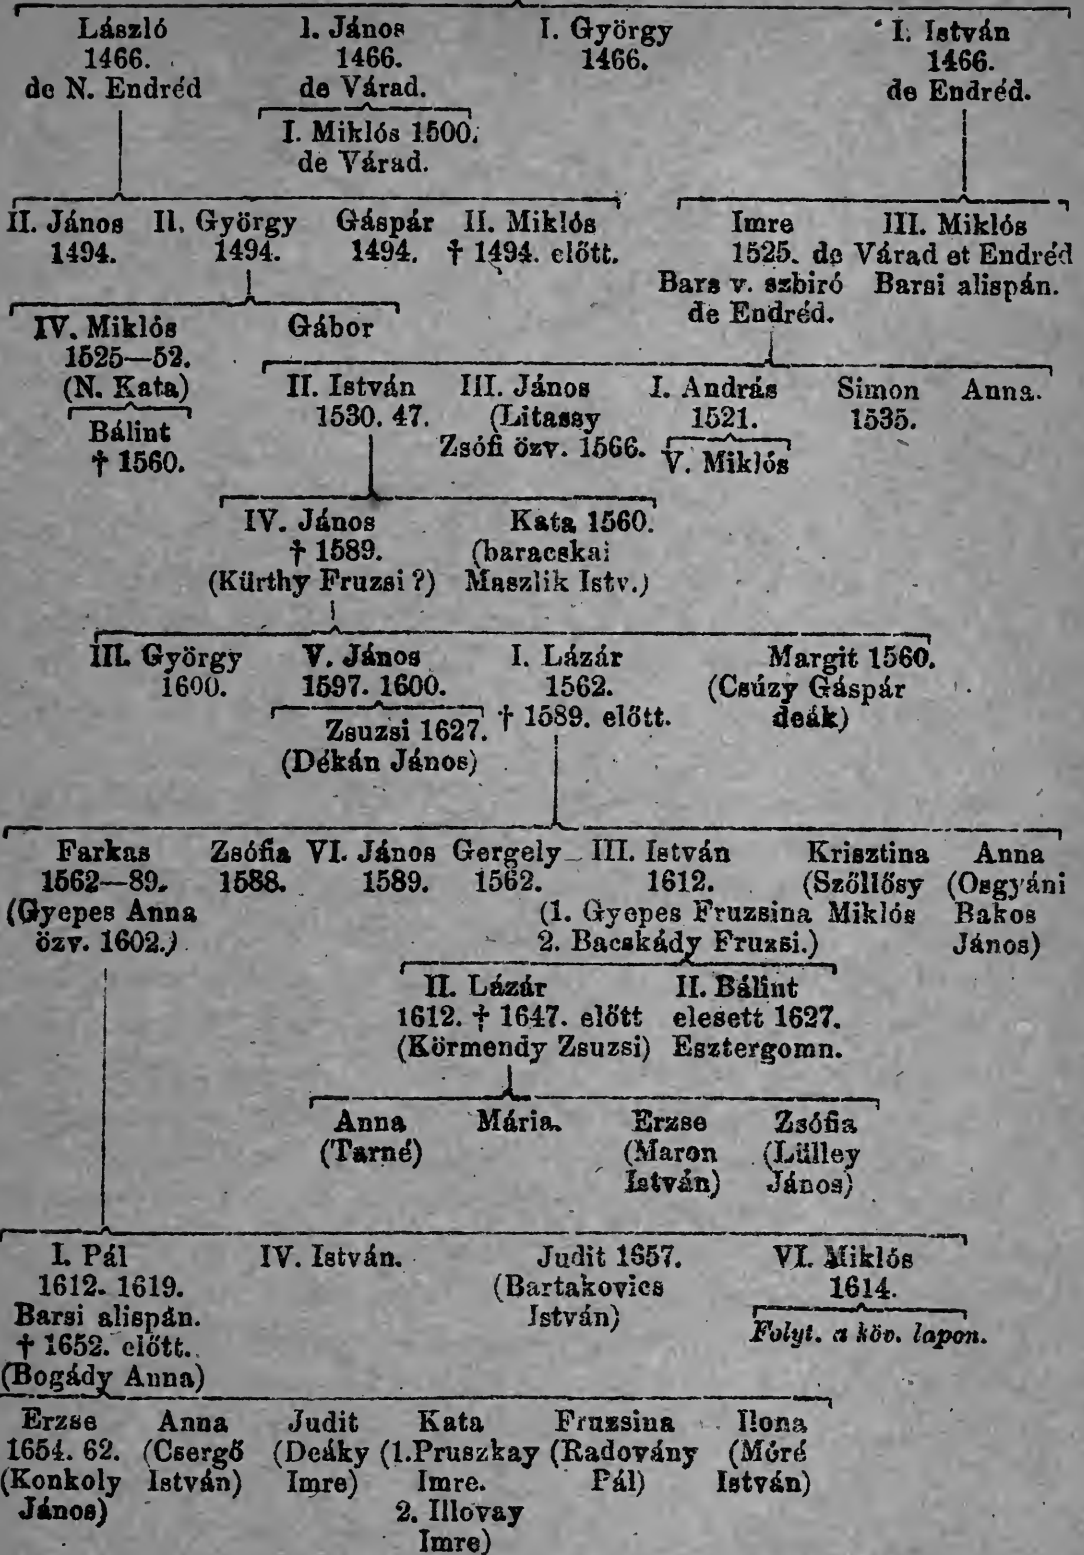 László I. János I. György I. István
1466. 1466. 1466. 1466.
de N. Endréd de Várad. de Endréd.
I. Miklós 1500.
de Várad.
II. János II. György Gáspár II. Miklós Imre III. Miklós
1494. 1494. 1494. † 1494. előtt. 1525. de Várad et Endréd
Bars v. szbiró Barsi alispán.
de Endréd.
IV. Miklós Gábor
1525—52.
(N. Kata) II. István III. János I. András Simon Anna.
Bálint 1530. 47. (Litassy 1521. 1535.
† 1560. Zsófi özv. 1566. V. Miklós
IV. János Kata 1560.
† 1589. (baracskai
(Kürthy Fruzsi ?) Maszlik Istv.)
III. György V. János I. Lázár Margit 1560.
1600. 1597. 1600. 1562. (Csúzy Gáspár
Zsuzsi 1627. † 1589. előtt. deák)
(Dékán János)
Farkas Zsófia VI. János Gergely III. István Krisztina Anna
1562—89. 1588. 1589. 1562. 1612. (Szőllősy (Osgyáni
(Gyepes Anna (1. Gyepes Fruzsina Miklós Bakos
özv. 1602.) 2. Bacskády Fruzsi.) János)
II. Lázár II. Bálint
1612. † 1647. előtt elesett 1627.
(Körmendy Zsuzsi) Esztergomn.
Anna Mária. Erzse Zsófia
(Tarné) (Maron (Lülley
István) János)
I. Pál IV. István. Judit 1657. VI. Miklós
1612. 1619. (Bartakovics 1614.
Barsi alispán. István) Folyt. a köv. lapon.
† 1652. előtt.
(Bogády Anna)
Erzse Anna Judit Kata Fruzsina Ilona
1654. 62. (Csergő (Deáky (1. Pruszkay (Radovány (Móré
(Konkoly István) Imre) Imre. Pál) István)
János) 2. Illovay
Imre)